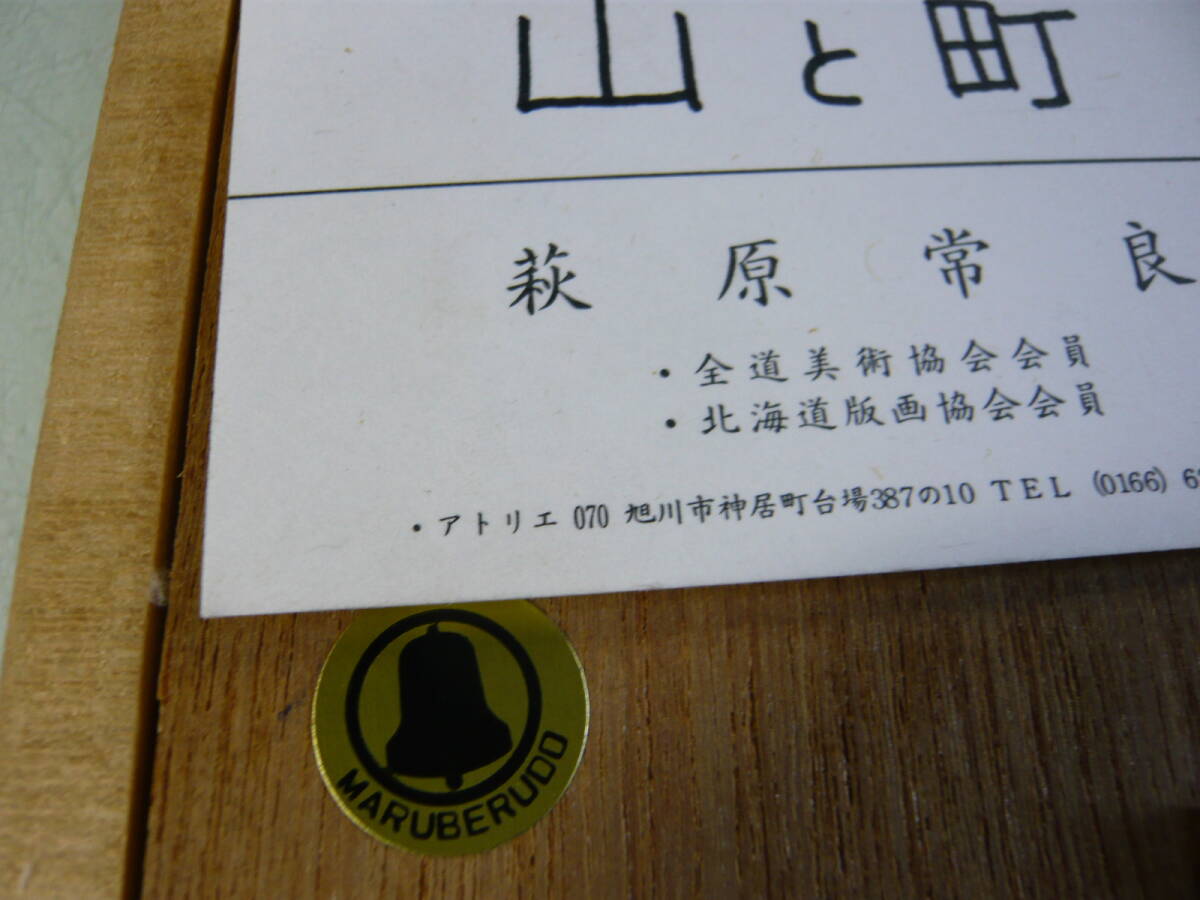 山と町
萩原常良
・全道美術協会会員
・北海道版画協会会員
・アトリエ 070 旭川市神居町台場387の10 TEL (0166) 6
MARUBERUDO